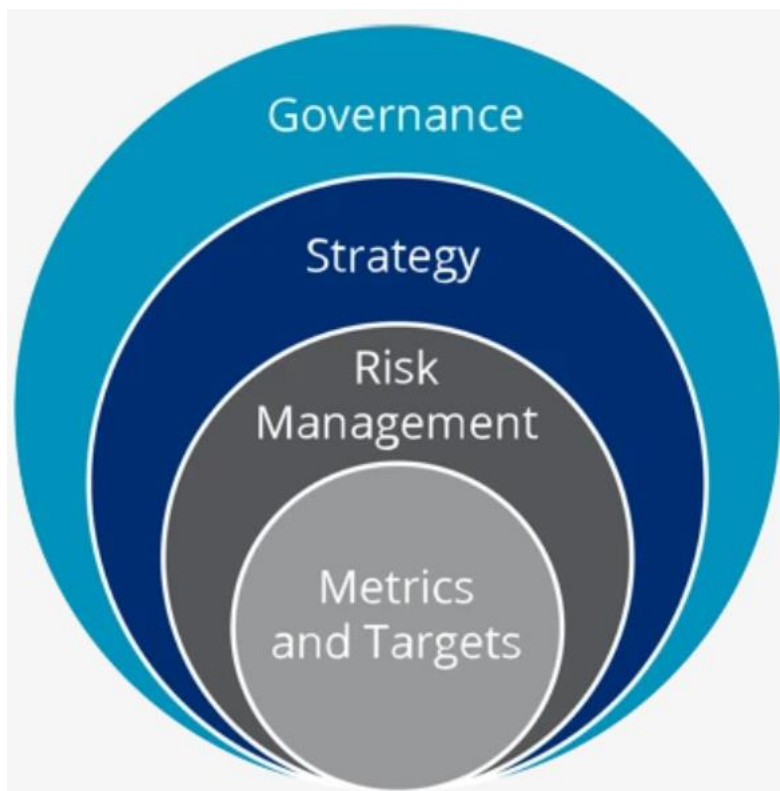 Governance
Strategy
Risk
Management
Metrics
and Targets